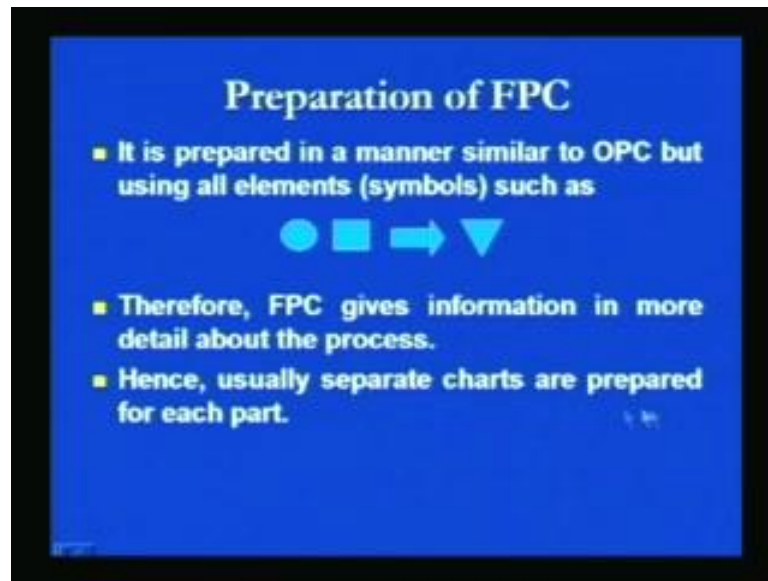 Preparation of FPC
It is prepared in a manner similar to OPC but
using all elements (symbols) such as
Therefore, FPC gives information in more
detail about the process.
Hence, usually separate charts are prepared
for each part.